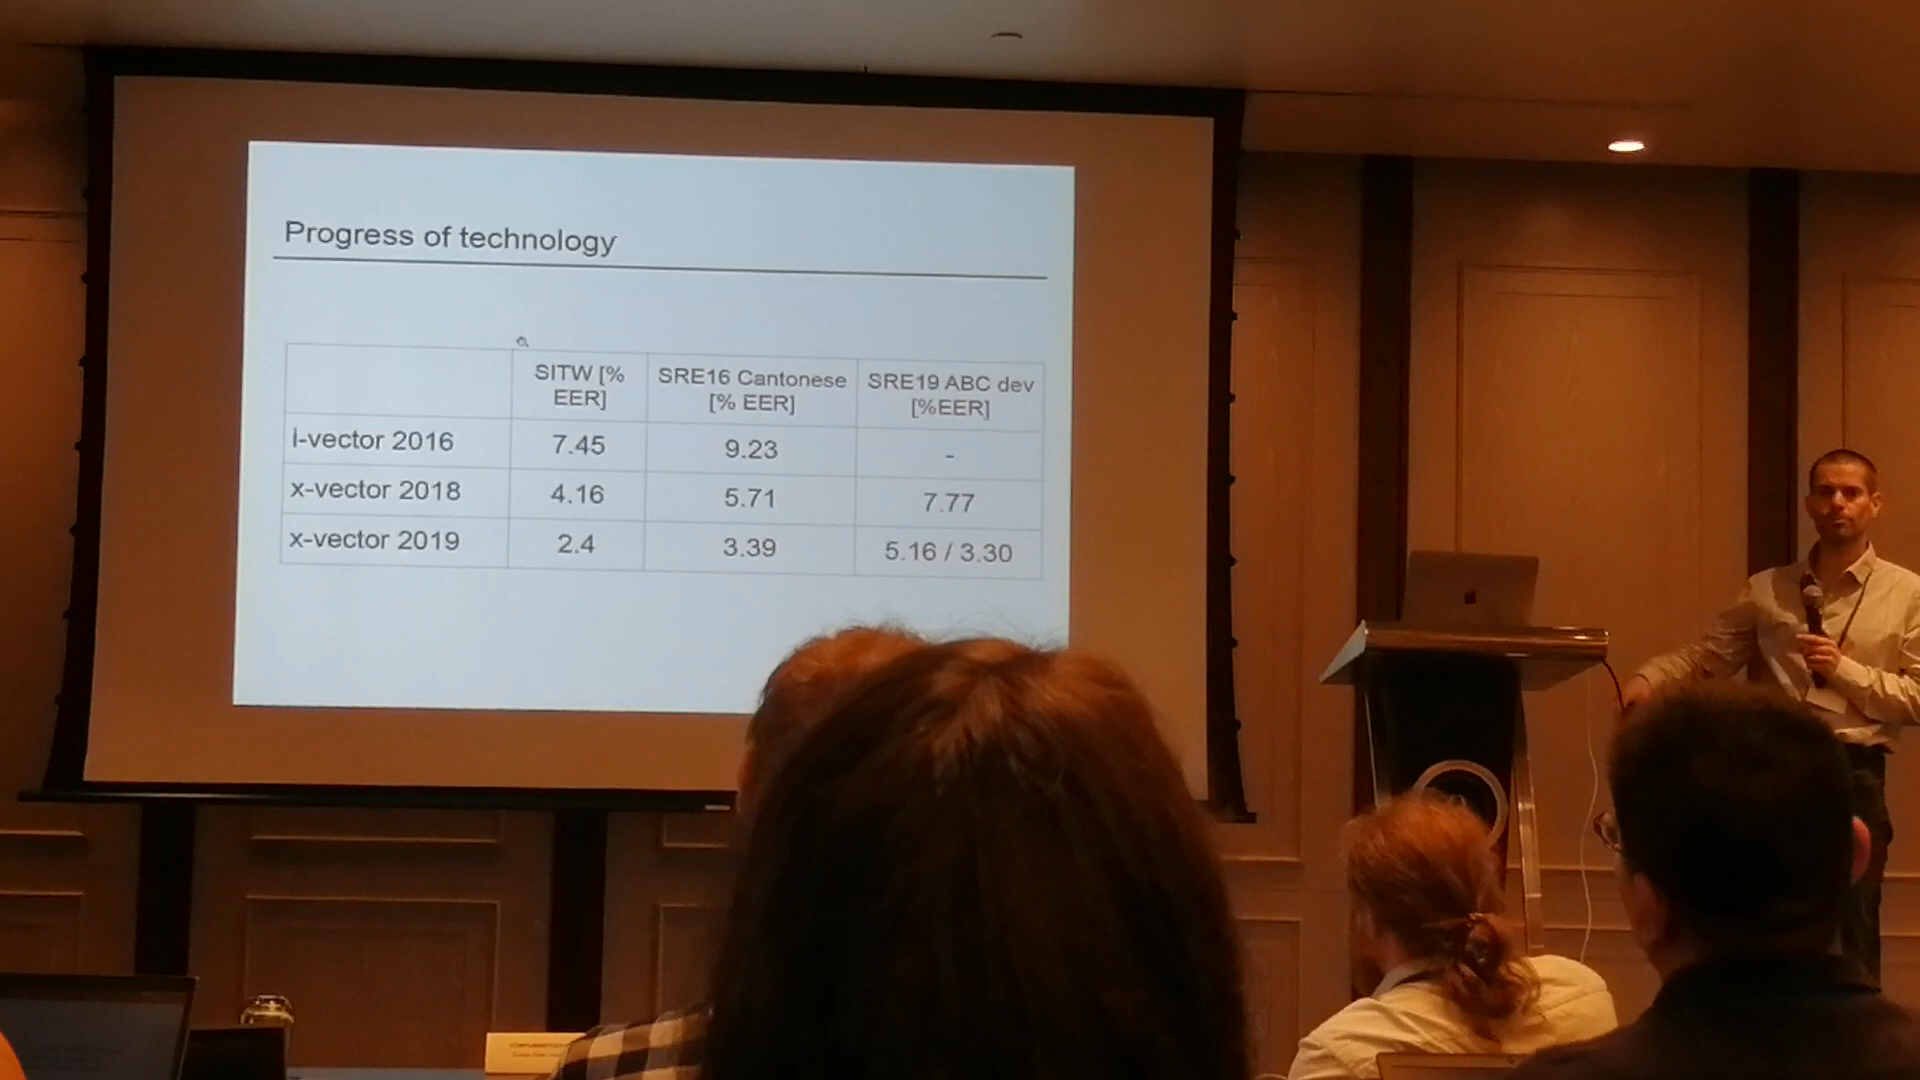 Progress of technology
SITW [%
EER]
SRE16 Cantonese
[% EER]
SRE19 ABC dev
[%EER]
i-vector 2016 7.45 9.23 -
x-vector 2018 4.16 5.71 7.77
x-vector 2019 2.4 3.39 5.16 / 3.30